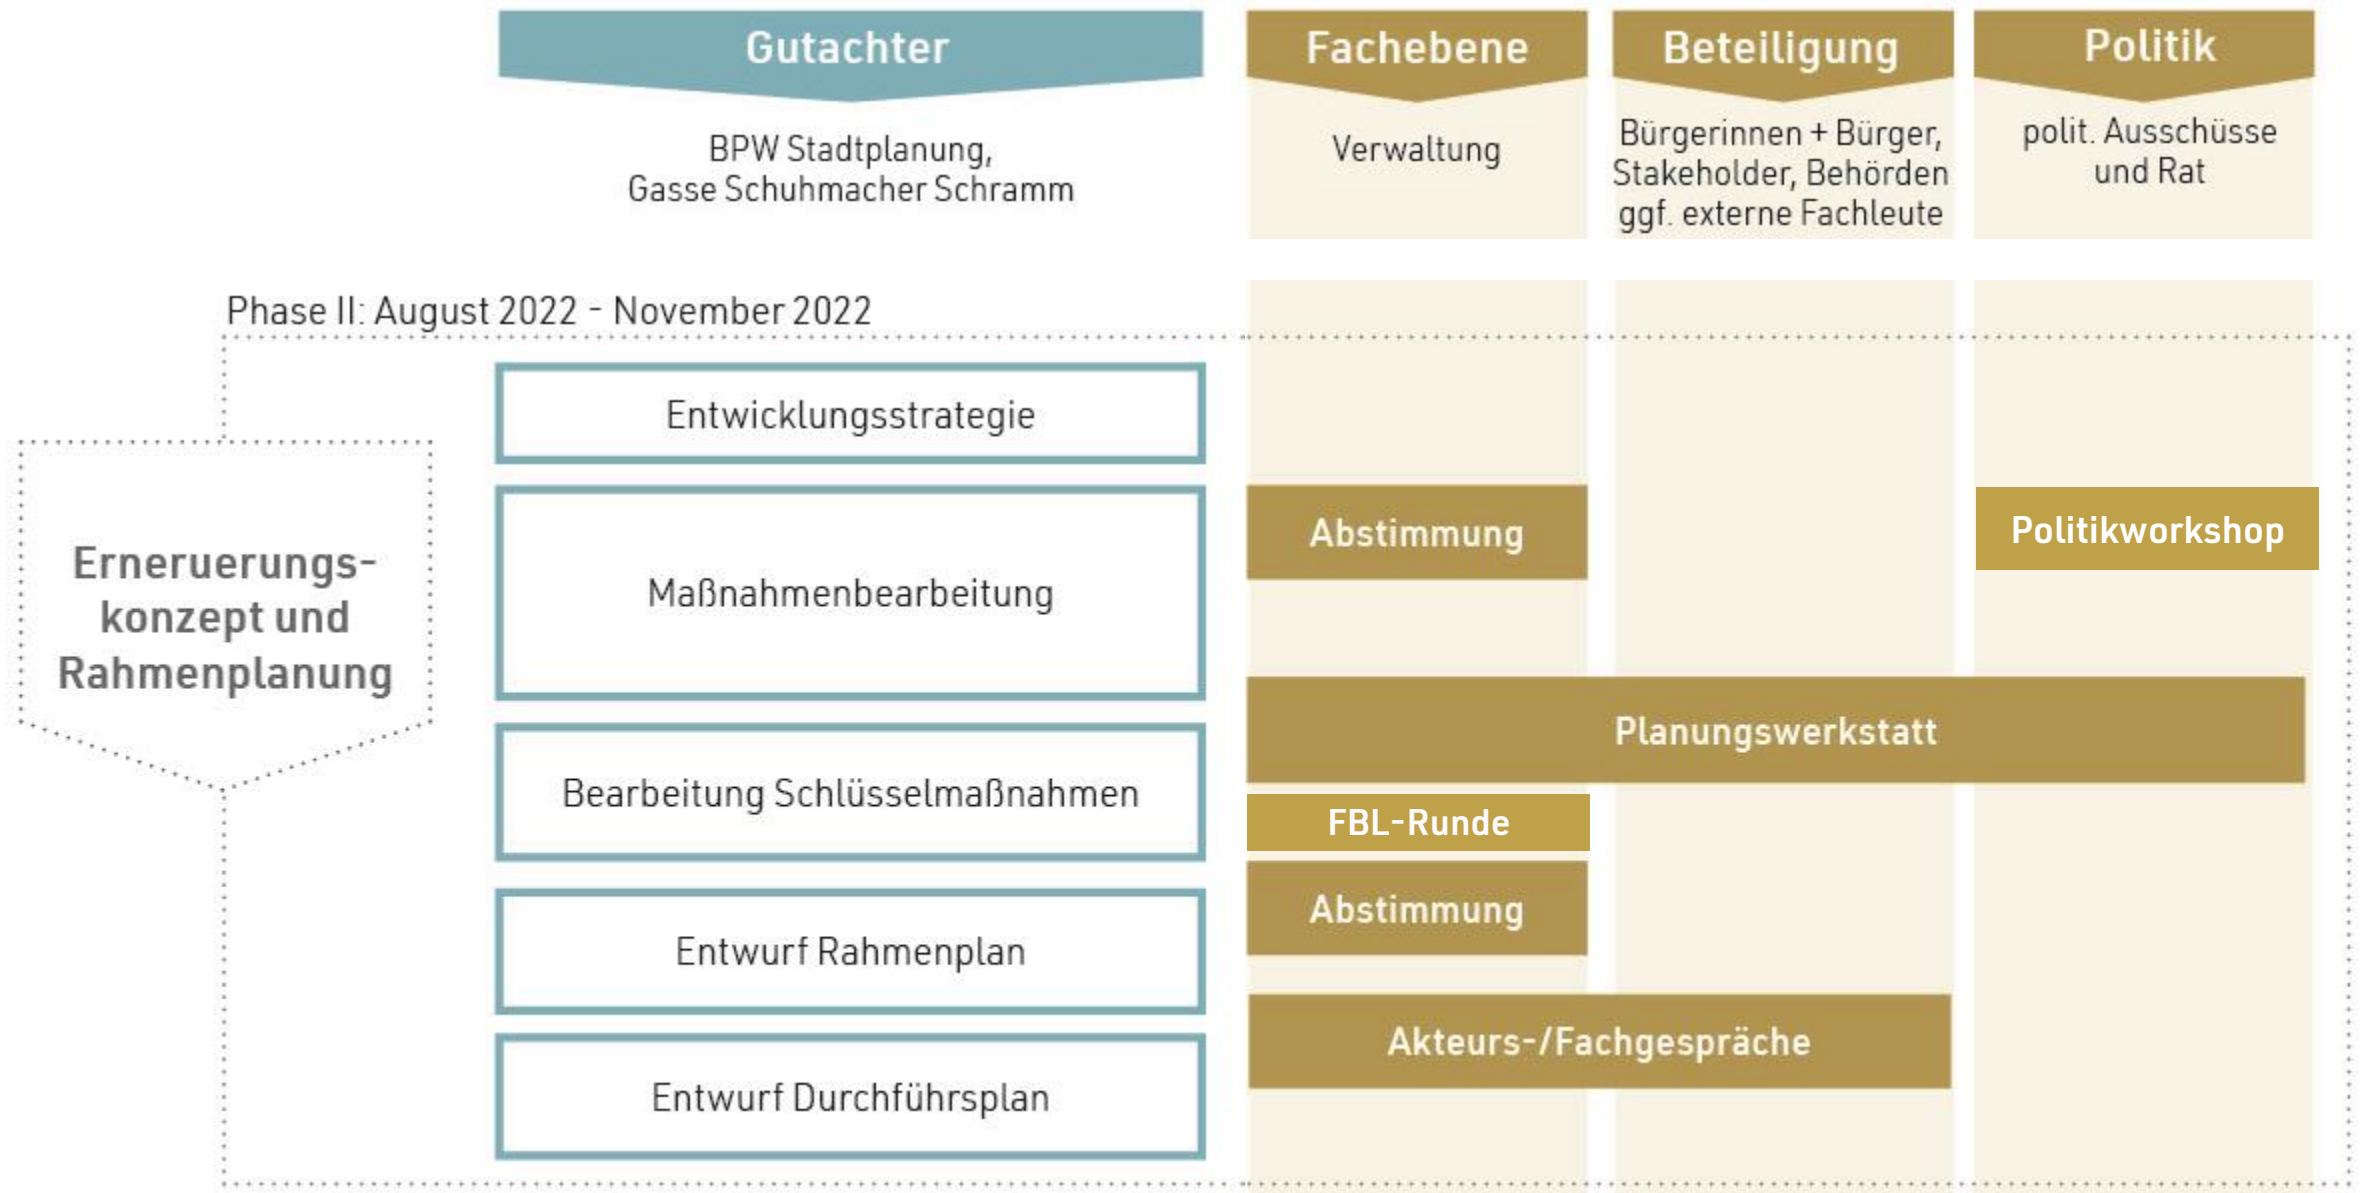 Gutachter
Fachebene
Beteiligung
Politik
BPW Stadtplanung,
Gasse Schuhmacher Schramm
Verwaltung
Bürgerinnen + Bürger,
Stakeholder, Behörden
ggf. externe Fachleute
polit. Ausschüsse
und Rat
Phase II: August 2022 - November 2022
Erneruerungs-
konzept und
Rahmenplanung
Entwicklungsstrategie
Maßnahmenbearbeitung
Abstimmung
Politikworkshop
Planungswerkstatt
Bearbeitung Schlüsselmaßnahmen
FBL-Runde
Abstimmung
Entwurf Rahmenplan
Akteurs-/Fachgespräche
Entwurf Durchführsplan